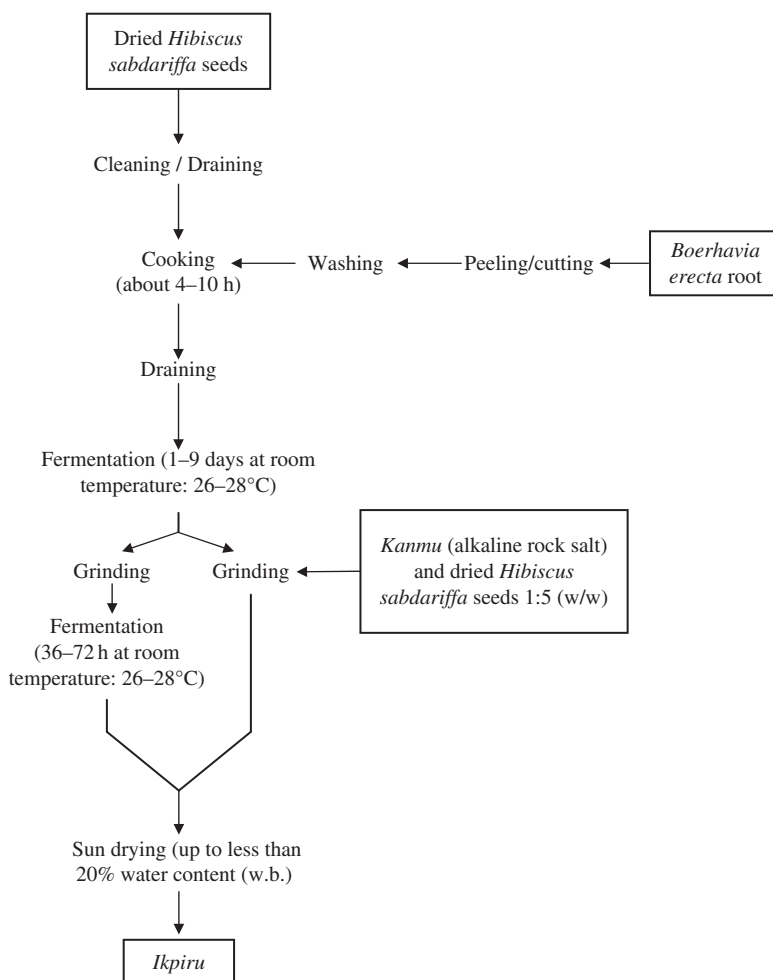 Dried Hibiscus
sabdariffa seeds
Cleaning / Draining
Cooking
(about 4–10 h)
Washing
Peeling/cutting
Boerhavia
erecta root
Draining
Fermentation (1–9 days at room
temperature: 26–28°C)
Grinding
Grinding
Kanmu (alkaline rock salt)
and dried Hibiscus
sabdariffa seeds 1:5 (w/w)
Fermentation
(36–72 h at room
temperature: 26–28°C)
Sun drying (up to less than
20% water content (w.b.)
Ikpiru